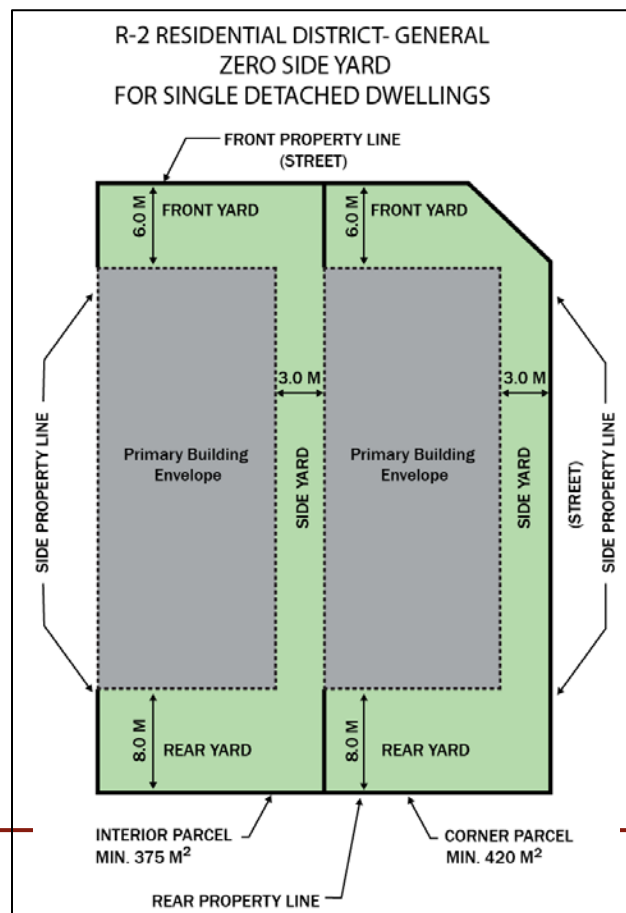 R-2 RESIDENTIAL DISTRICT- GENERAL
ZERO SIDE YARD
FOR SINGLE DETACHED DWELLINGS
FRONT PROPERTY LINE
(STREET)
6.0 M
FRONT YARD
6.0 M
FRONT YARD
SIDE PROPERTY LINE
Primary Building
Envelope
3.0 M
SIDE YARD
Primary Building
Envelope
3.0 M
SIDE YARD
(STREET)
SIDE PROPERTY LINE
8.0 M
REAR YARD
8.0 M
REAR YARD
INTERIOR PARCEL
MIN. 375 M²
CORNER PARCEL
MIN. 420 M²
REAR PROPERTY LINE